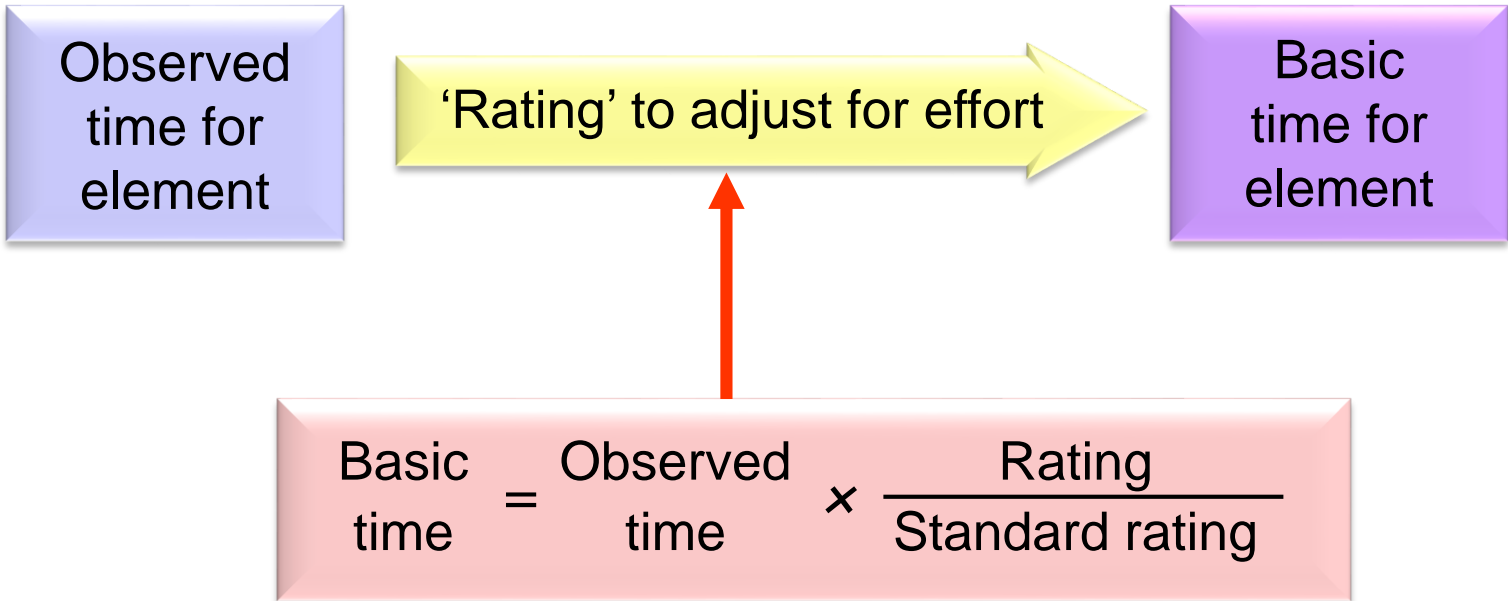 Observed
time for
element
‘Rating’ to adjust for effort
Basic
time for
element
Basic
time
=
Observed
time
×
Rating
Standard rating